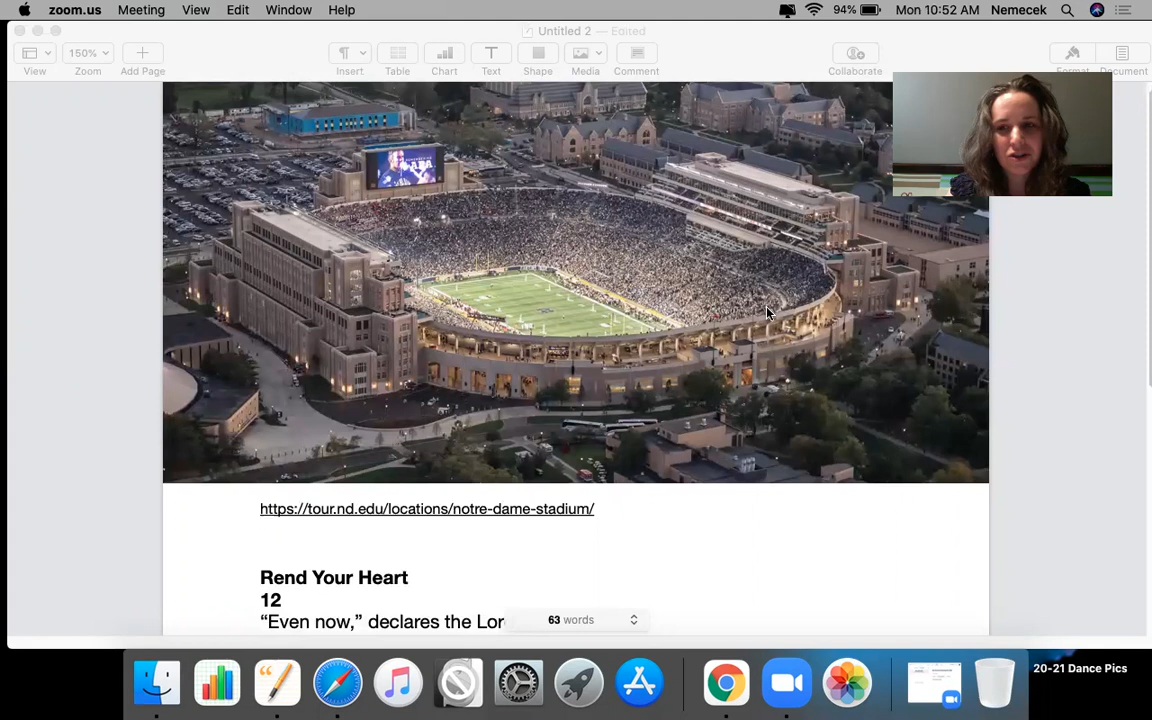 zoom.us Meeting View Edit Window Help 94% Mon 10:52 AM Nemecek
Untitled 2 — Edited
150%
View Zoom Add Page Insert Table Chart Text Shape Media Comment Collaborate Format Document
https://tour.nd.edu/locations/notre-dame-stadium/
Rend Your Heart
12
“Even now,” declares the Lor
63 words
20-21 Dance Pics